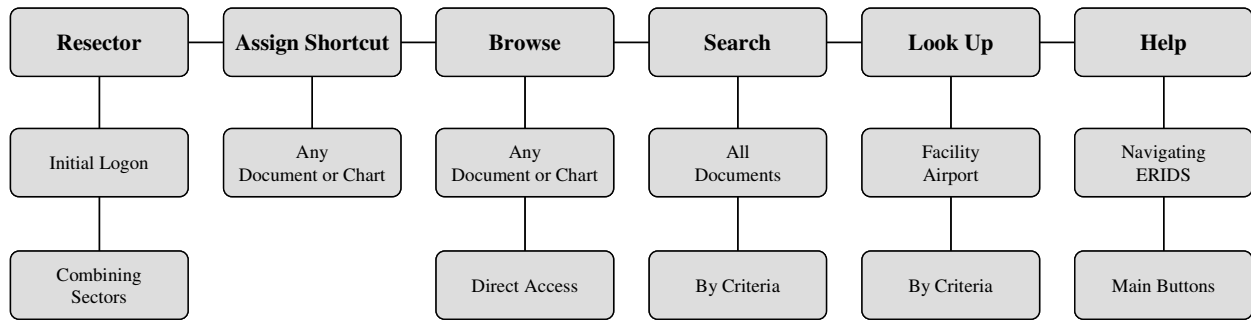 Resector
Assign Shortcut
Browse
Search
Look Up
Help
Initial Logon
Any
Document or Chart
Any
Document or Chart
All
Documents
Facility
Airport
Navigating
ERIDS
Combining
Sectors
Direct Access
By Criteria
By Criteria
Main Buttons